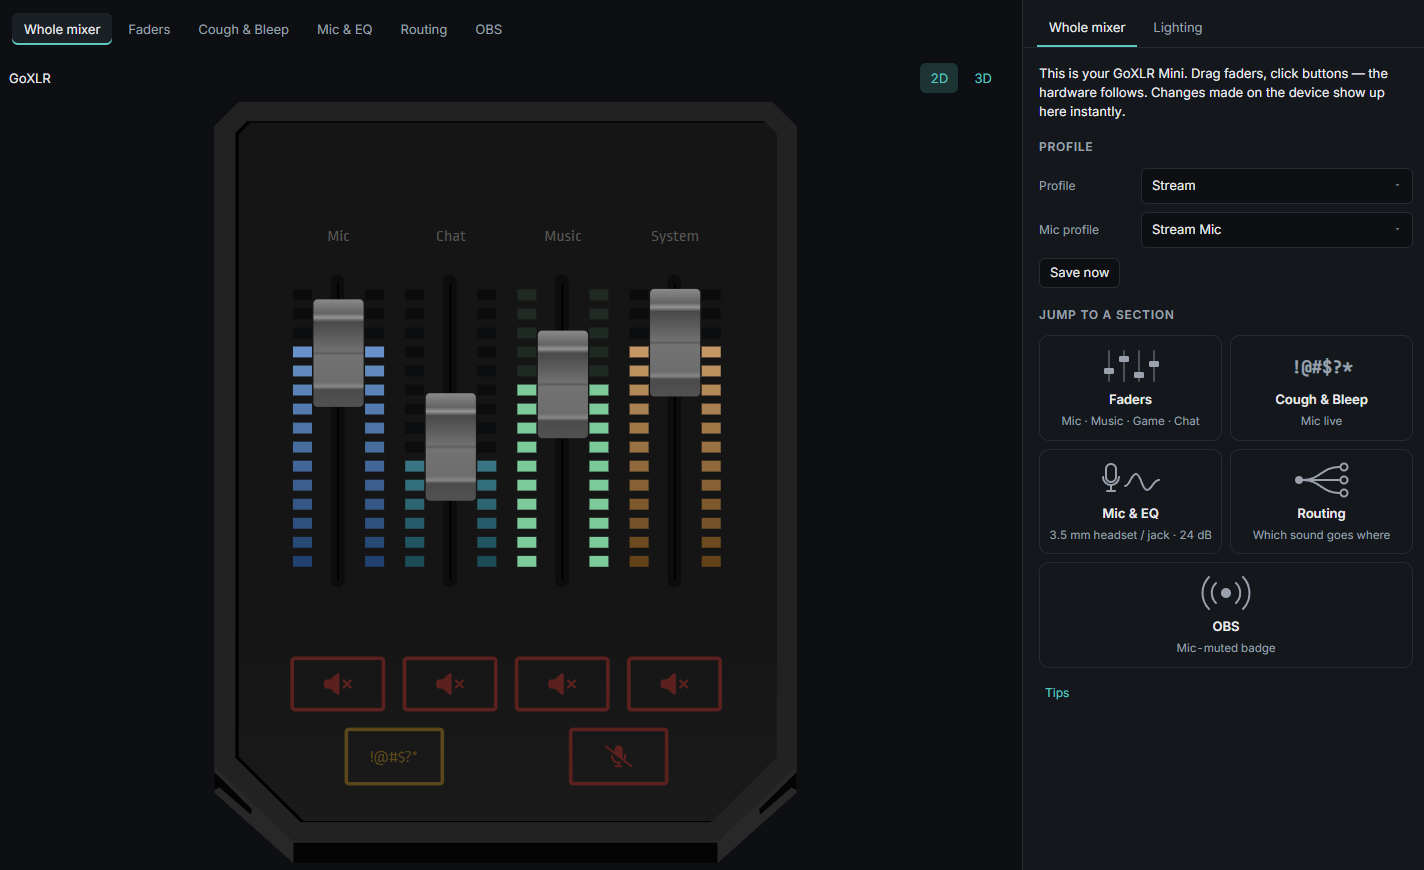 Whole mixer
Faders
Cough & Bleep
Mic & EQ
Routing
OBS
GoXLR
2D
3D
Mic
Chat
Music
System
!@#$?*
Whole mixer
Lighting
This is your GoXLR Mini. Drag faders, click buttons — the
hardware follows. Changes made on the device show up
here instantly.
PROFILE
Profile
Stream
Mic profile
Stream Mic
Save now
JUMP TO A SECTION
Faders
Mic · Music · Game · Chat
!@#$?*
Cough & Bleep
Mic live
Mic & EQ
3.5 mm headset / jack · 24 dB
Routing
Which sound goes where
OBS
Mic-muted badge
Tips